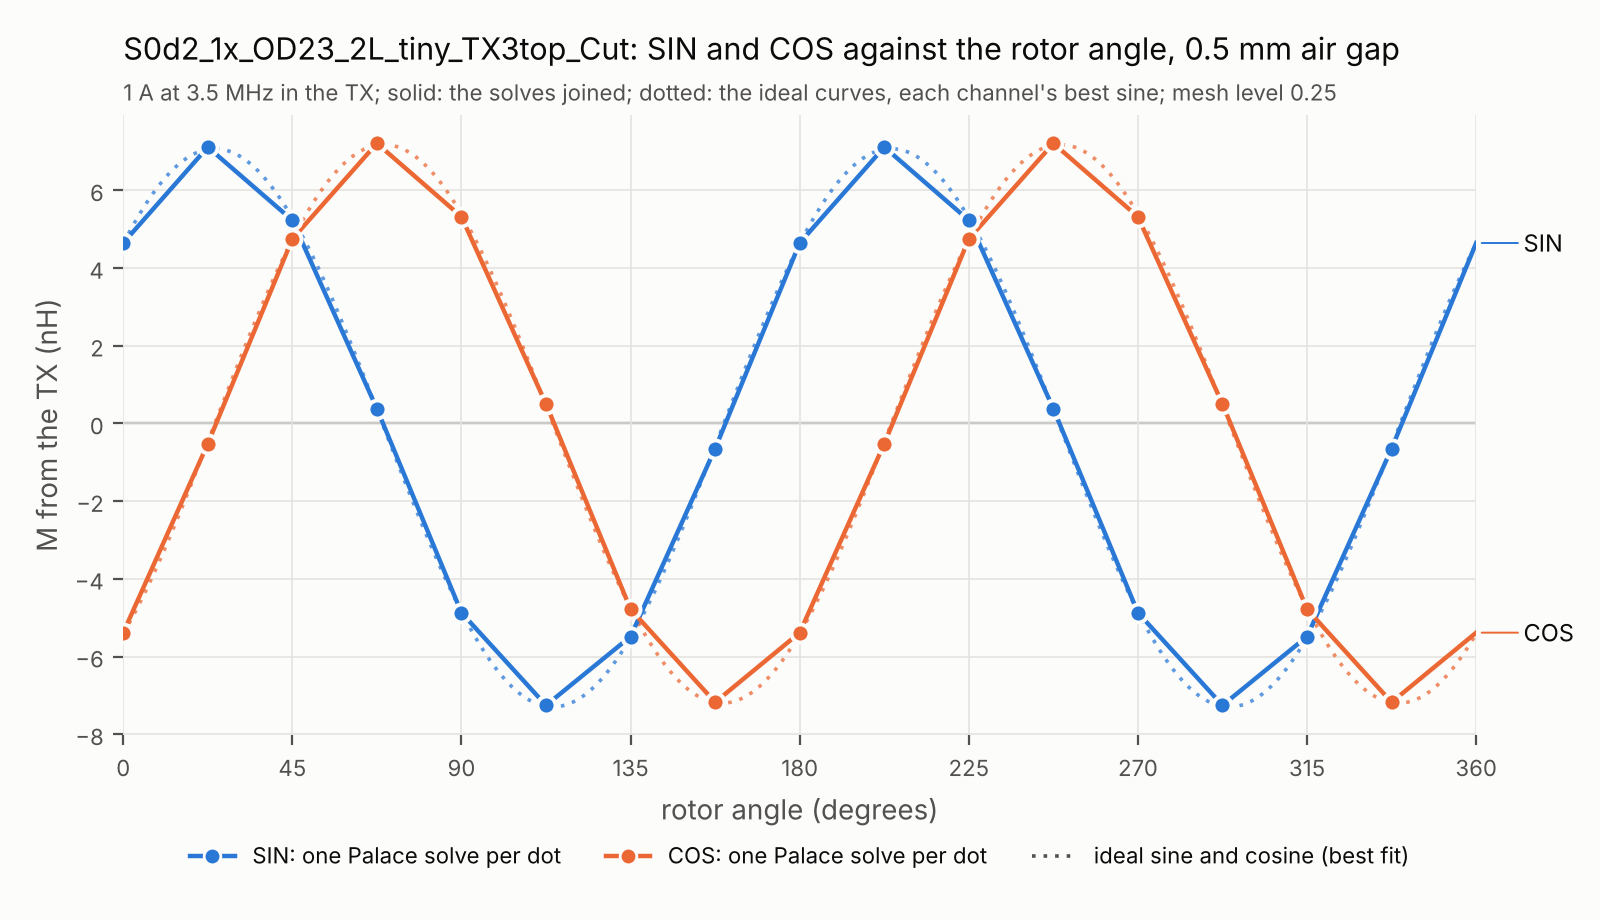 S0d2_1x_OD23_2L_tiny_TX3top_Cut: SIN and COS against the rotor angle, 0.5 mm air gap
1 A at 3.5 MHz in the TX; solid: the solves joined; dotted: the ideal curves, each channel's best sine; mesh level 0.25
M from the TX (nH)
6
4
2
0
−2
−4
−6
−8
SIN
COS
0 45 90 135 180 225 270 315 360
rotor angle (degrees)
SIN: one Palace solve per dot COS: one Palace solve per dot ideal sine and cosine (best fit)